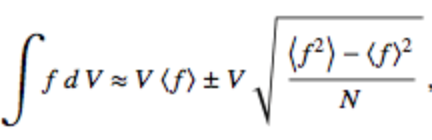 ∫ f dV ≈ V ⟨f⟩ ± V √((⟨f²⟩ − ⟨f⟩²)/N) ,